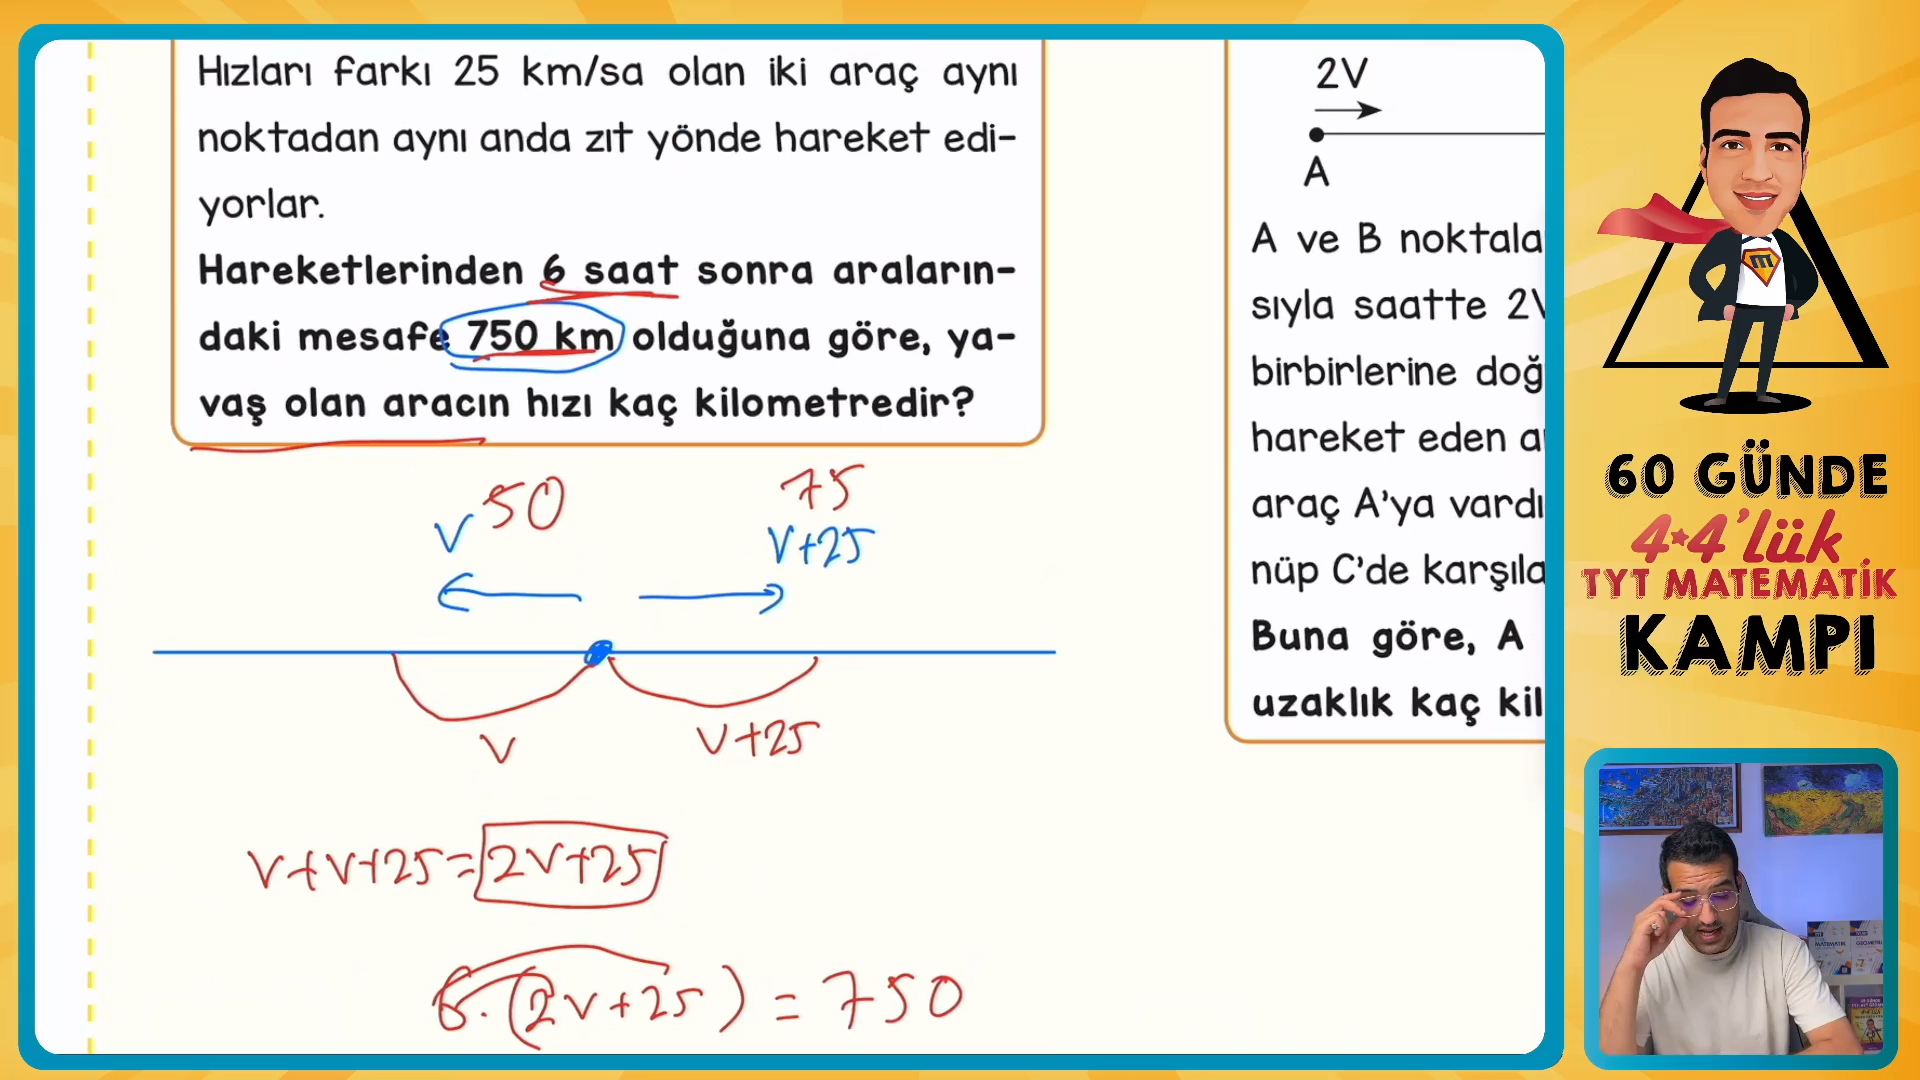 Hızları farkı 25 km/sa olan iki araç aynı
noktadan aynı anda zıt yönde hareket edi-
yorlar.
Hareketlerinden 6 saat sonra araların-
daki mesafe 750 km olduğuna göre, ya-
vaş olan aracın hızı kaç kilometredir?
50
75
V
V+25
V
V+25
V+V+25=2V+25
6.(2V+25)=750
2V
A
A ve B noktala
sıyla saatte 2V
birbirlerine doğ
hareket eden a
araç A'ya vardı
nüp C'de karşıla
Buna göre, A
uzaklık kaç kil
60 GÜNDE
4★4'lük
TYT MATEMATİK
KAMPI